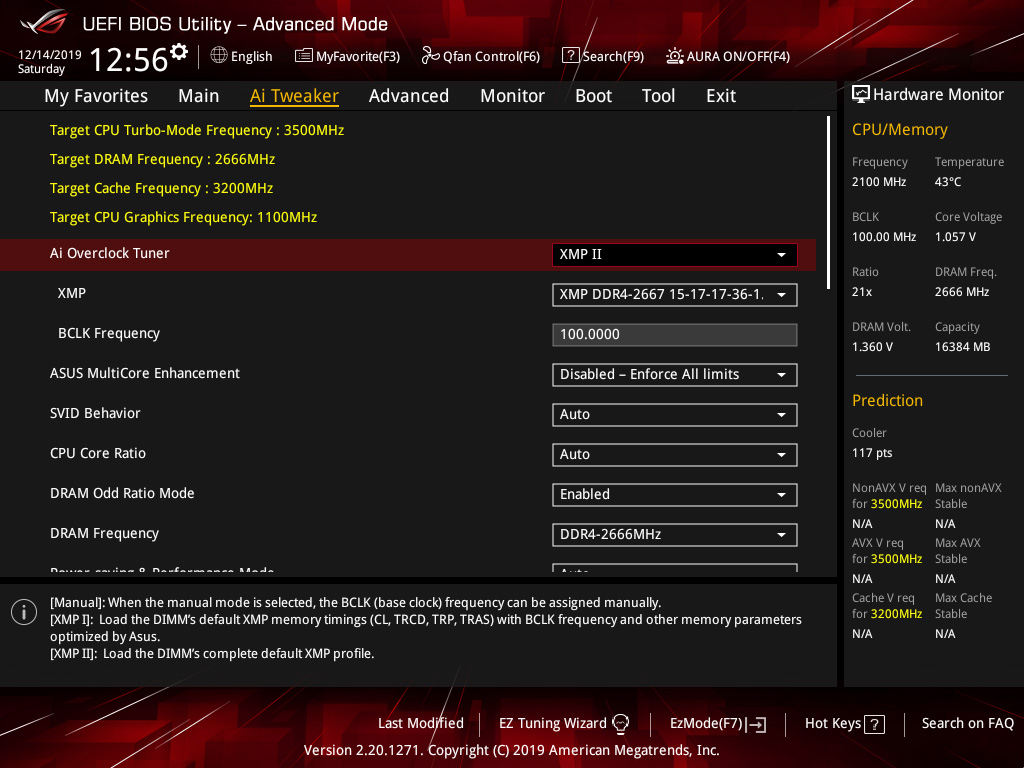 UEFI BIOS Utility – Advanced Mode
12/14/2019
Saturday
12:56
English
MyFavorite(F3)
Qfan Control(F6)
Search(F9)
AURA ON/OFF(F4)
My Favorites Main Ai Tweaker Advanced Monitor Boot Tool Exit
Target CPU Turbo-Mode Frequency : 3500MHz
Target DRAM Frequency : 2666MHz
Target Cache Frequency : 3200MHz
Target CPU Graphics Frequency: 1100MHz
Ai Overclock Tuner XMP II
XMP XMP DDR4-2667 15-17-17-36-1.
BCLK Frequency 100.0000
ASUS MultiCore Enhancement Disabled – Enforce All limits
SVID Behavior Auto
CPU Core Ratio Auto
DRAM Odd Ratio Mode Enabled
DRAM Frequency DDR4-2666MHz
Power-saving & Performance Mode Auto
[Manual]: When the manual mode is selected, the BCLK (base clock) frequency can be assigned manually.
[XMP I]: Load the DIMM's default XMP memory timings (CL, TRCD, TRP, TRAS) with BCLK frequency and other memory parameters
optimized by Asus.
[XMP II]: Load the DIMM's complete default XMP profile.
Hardware Monitor
CPU/Memory
Frequency Temperature
2100 MHz 43°C
BCLK Core Voltage
100.00 MHz 1.057 V
Ratio DRAM Freq.
21x 2666 MHz
DRAM Volt. Capacity
1.360 V 16384 MB
Prediction
Cooler
117 pts
NonAVX V req Max nonAVX
for 3500MHz Stable
N/A N/A
AVX V req Max AVX
for 3500MHz Stable
N/A N/A
Cache V req Max Cache
for 3200MHz Stable
N/A N/A
Last Modified
EZ Tuning Wizard
EzMode(F7)
Hot Keys ?
Search on FAQ
Version 2.20.1271. Copyright (C) 2019 American Megatrends, Inc.